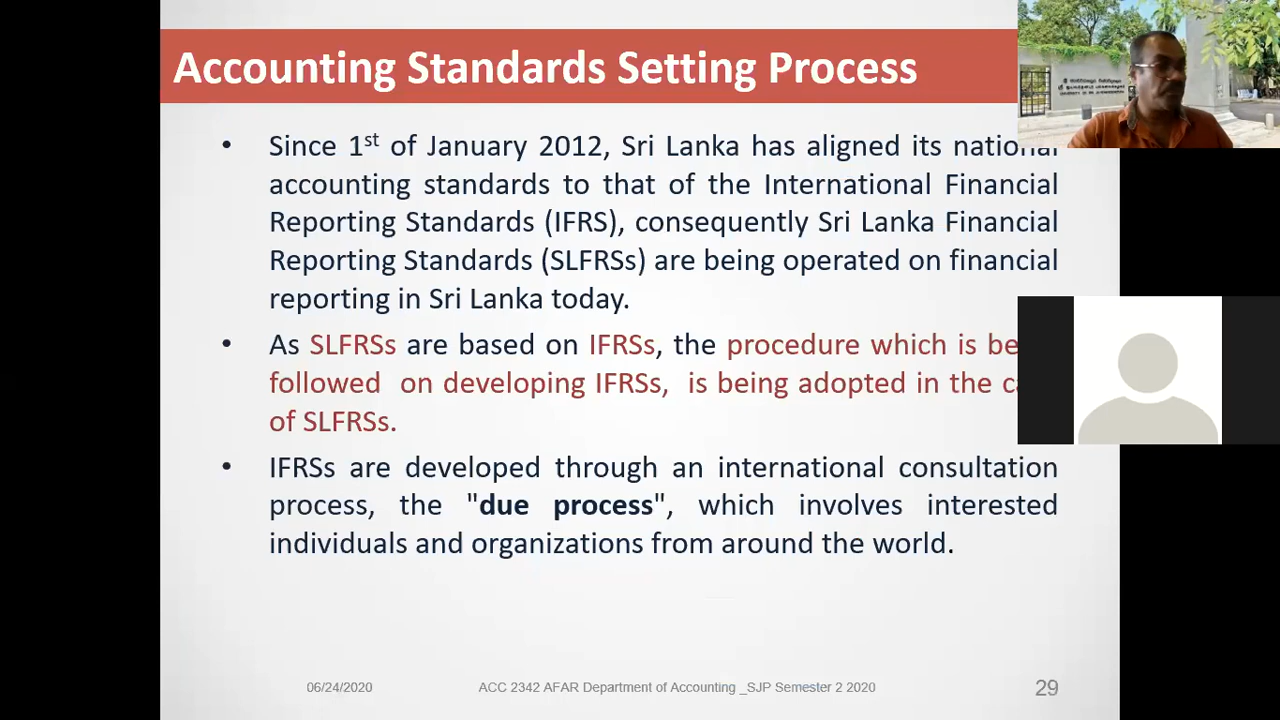 Accounting Standards Setting Process
• Since 1st of January 2012, Sri Lanka has aligned its national
accounting standards to that of the International Financial
Reporting Standards (IFRS), consequently Sri Lanka Financial
Reporting Standards (SLFRSs) are being operated on financial
reporting in Sri Lanka today.
• As SLFRSs are based on IFRSs, the procedure which is be
followed on developing IFRSs, is being adopted in the ca
of SLFRSs.
• IFRSs are developed through an international consultation
process, the "due process", which involves interested
individuals and organizations from around the world.
06/24/2020
ACC 2342 AFAR Department of Accounting _SJP Semester 2 2020
29